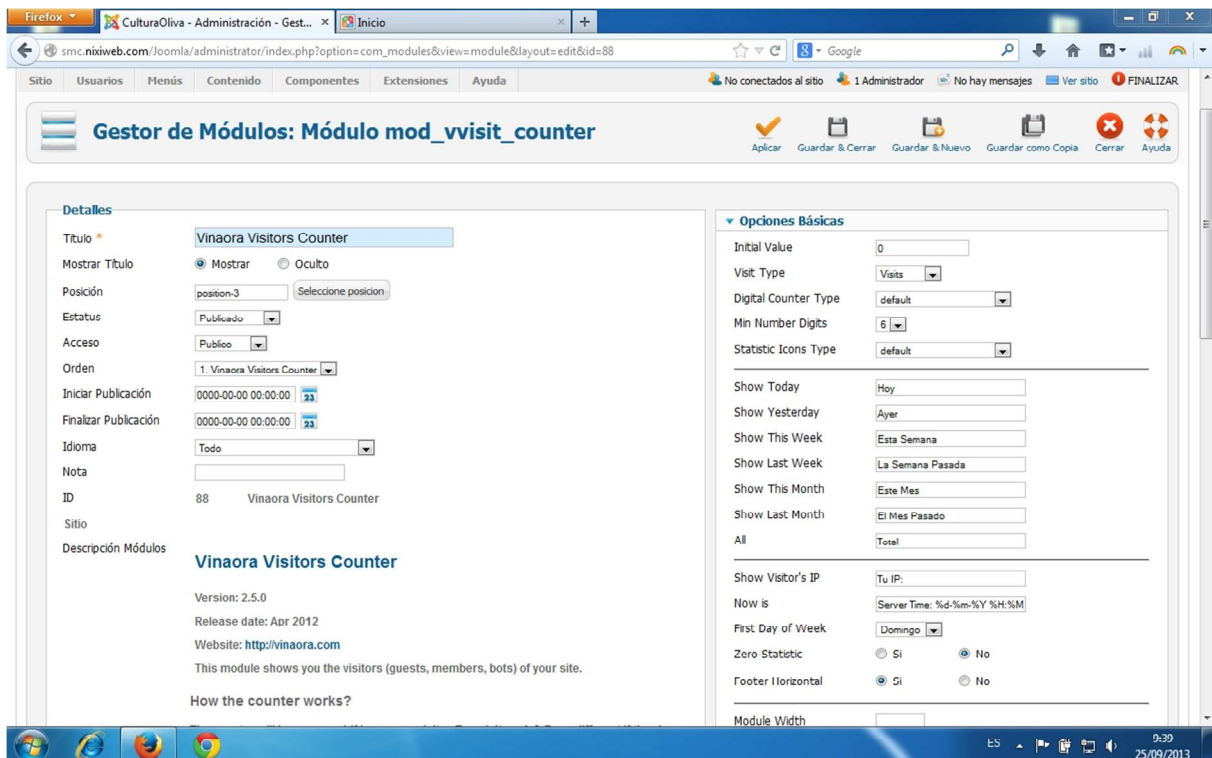 Firefox
CulturaOliva - Administración - Gest...
Inicio
smc.nixiweb.com/Joomla/administrator/index.php?option=com_modules&view=module&layout=edit&id=88
Google
Sitio Usuarios Menús Contenido Componentes Extensiones Ayuda
No conectados al sitio 1 Administrador No hay mensajes Ver sitio FINALIZAR
Gestor de Módulos: Módulo mod_vvisit_counter
Aplicar Guardar & Cerrar Guardar & Nuevo Guardar como Copia Cerrar Ayuda
Detalles
Título * Vinaora Visitors Counter
Mostrar Título Mostrar Oculto
Posición position-3 Seleccione posicion
Estatus Publicado
Acceso Publico
Orden 1. Vinaora Visitors Counter
Iniciar Publicación 0000-00-00 00:00:00 23
Finalizar Publicación 0000-00-00 00:00:00 23
Idioma Todo
Nota
ID 88 Vinaora Visitors Counter
Sitio
Descripción Módulos
Vinaora Visitors Counter
Version: 2.5.0
Release date: Apr 2012
Website: http://vinaora.com
This module shows you the visitors (guests, members, bots) of your site.
How the counter works?
Opciones Básicas
Initial Value 0
Visit Type Visits
Digital Counter Type default
Min Number Digits 6
Statistic Icons Type default
Show Today Hoy
Show Yesterday Ayer
Show This Week Esta Semana
Show Last Week La Semana Pasada
Show This Month Este Mes
Show Last Month El Mes Pasado
All Total
Show Visitor's IP Tu IP:
Now is Server Time: %d-%m-%Y %H:%M
First Day of Week Domingo
Zero Statistic Si No
Footer Horizontal Si No
Module Width
ES
9:39
25/09/2013